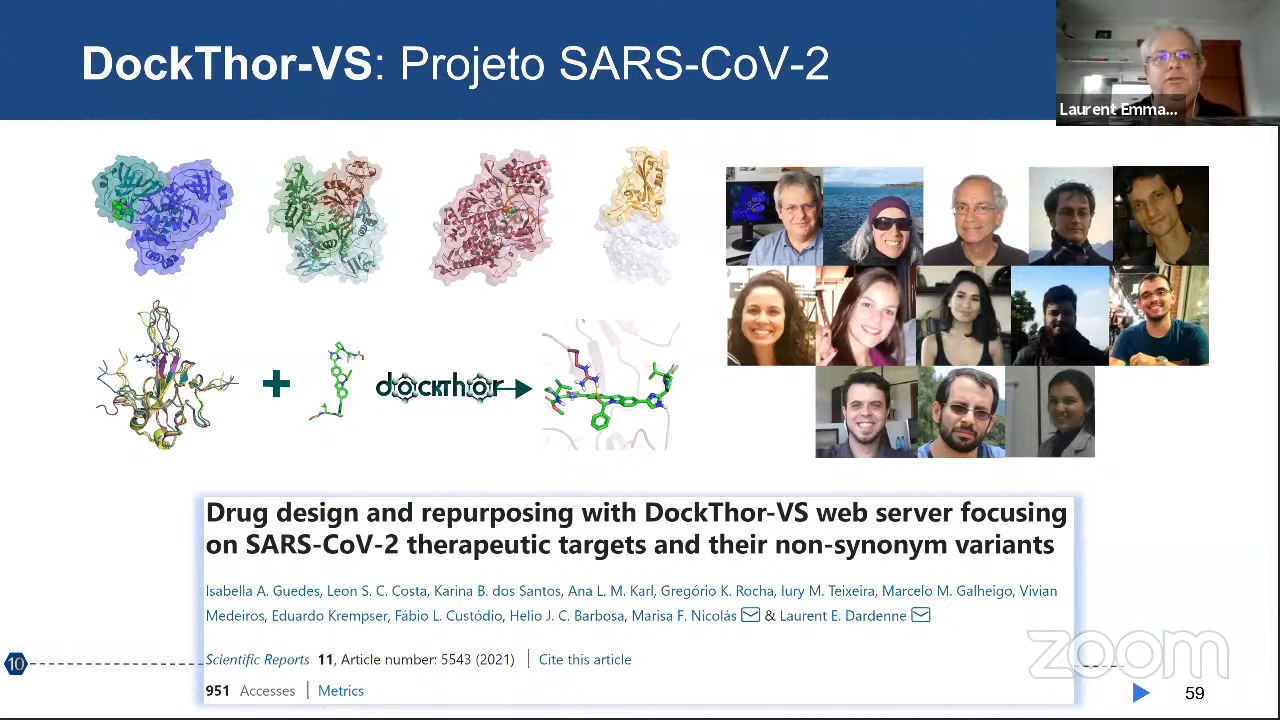 DockThor-VS: Projeto SARS-CoV-2
Laurent Emma...
+
dockthor
Drug design and repurposing with DockThor-VS web server focusing
on SARS-CoV-2 therapeutic targets and their non-synonym variants
Isabella A. Guedes, Leon S. C. Costa, Karina B. dos Santos, Ana L. M. Karl, Gregório K. Rocha, Iury M. Teixeira, Marcelo M. Galheigo, Vivian
Medeiros, Eduardo Krempser, Fábio L. Custódio, Helio J. C. Barbosa, Marisa F. Nicolás & Laurent E. Dardenne
Scientific Reports 11, Article number: 5543 (2021) | Cite this article
951 Accesses | Metrics
10
zoom
59